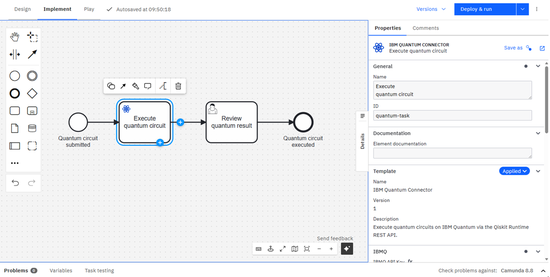 Design
Implement
Play
Autosaved at 09:50:18
Versions
Deploy & run
Properties
Comments
IBM QUANTUM CONNECTOR
Execute quantum circuit
Save as
General
Name
Execute
quantum circuit
ID
quantum-task
Documentation
Element documentation
Template
Applied
Name
IBM Quantum Connector
Version
1
Description
Execute quantum circuits on IBM Quantum via the Qiskit Runtime
REST API.
IBMQ
Details
Quantum circuit
submitted
Execute
quantum circuit
Review
quantum result
Quantum circuit
executed
Send feedback
Problems
0
Variables
Task testing
Check problems against:
Camunda 8.8